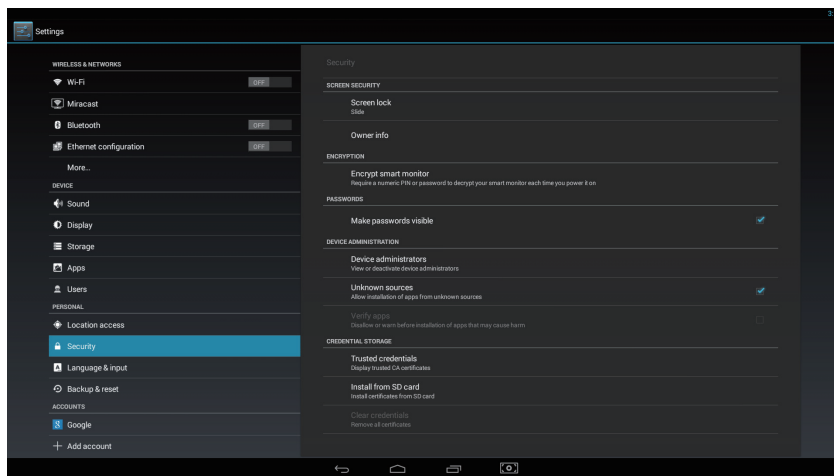 3:
Settings
WIRELESS & NETWORKS
Wi-Fi OFF
Miracast
Bluetooth OFF
Ethernet configuration OFF
More...
DEVICE
Sound
Display
Storage
Apps
Users
PERSONAL
Location access
Security
Language & input
Backup & reset
ACCOUNTS
Google
Add account
Security
SCREEN SECURITY
Screen lock
Slide
Owner info
ENCRYPTION
Encrypt smart monitor
Require a numeric PIN or password to decrypt your smart monitor each time you power it on
PASSWORDS
Make passwords visible
DEVICE ADMINISTRATION
Device administrators
View or deactivate device administrators
Unknown sources
Allow installation of apps from unknown sources
Verify apps
Disallow or warn before installation of apps that may cause harm
CREDENTIAL STORAGE
Trusted credentials
Display trusted CA certificates
Install from SD card
Install certificates from SD card
Clear credentials
Remove all certificates